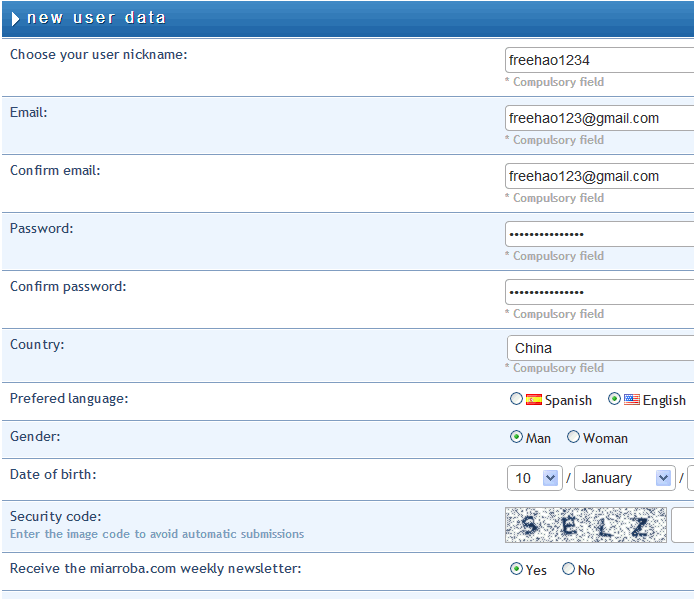 new user data
Choose your user nickname:
freehao1234
* Compulsory field
Email:
freehao123@gmail.com
* Compulsory field
Confirm email:
freehao123@gmail.com
* Compulsory field
Password:
•••••••••••••••
* Compulsory field
Confirm password:
•••••••••••••••
* Compulsory field
Country:
China
* Compulsory field
Prefered language:
Spanish English
Gender:
Man Woman
Date of birth:
10 / January /
Security code:
Enter the image code to avoid automatic submissions
S E L Z
Receive the miarroba.com weekly newsletter:
Yes No